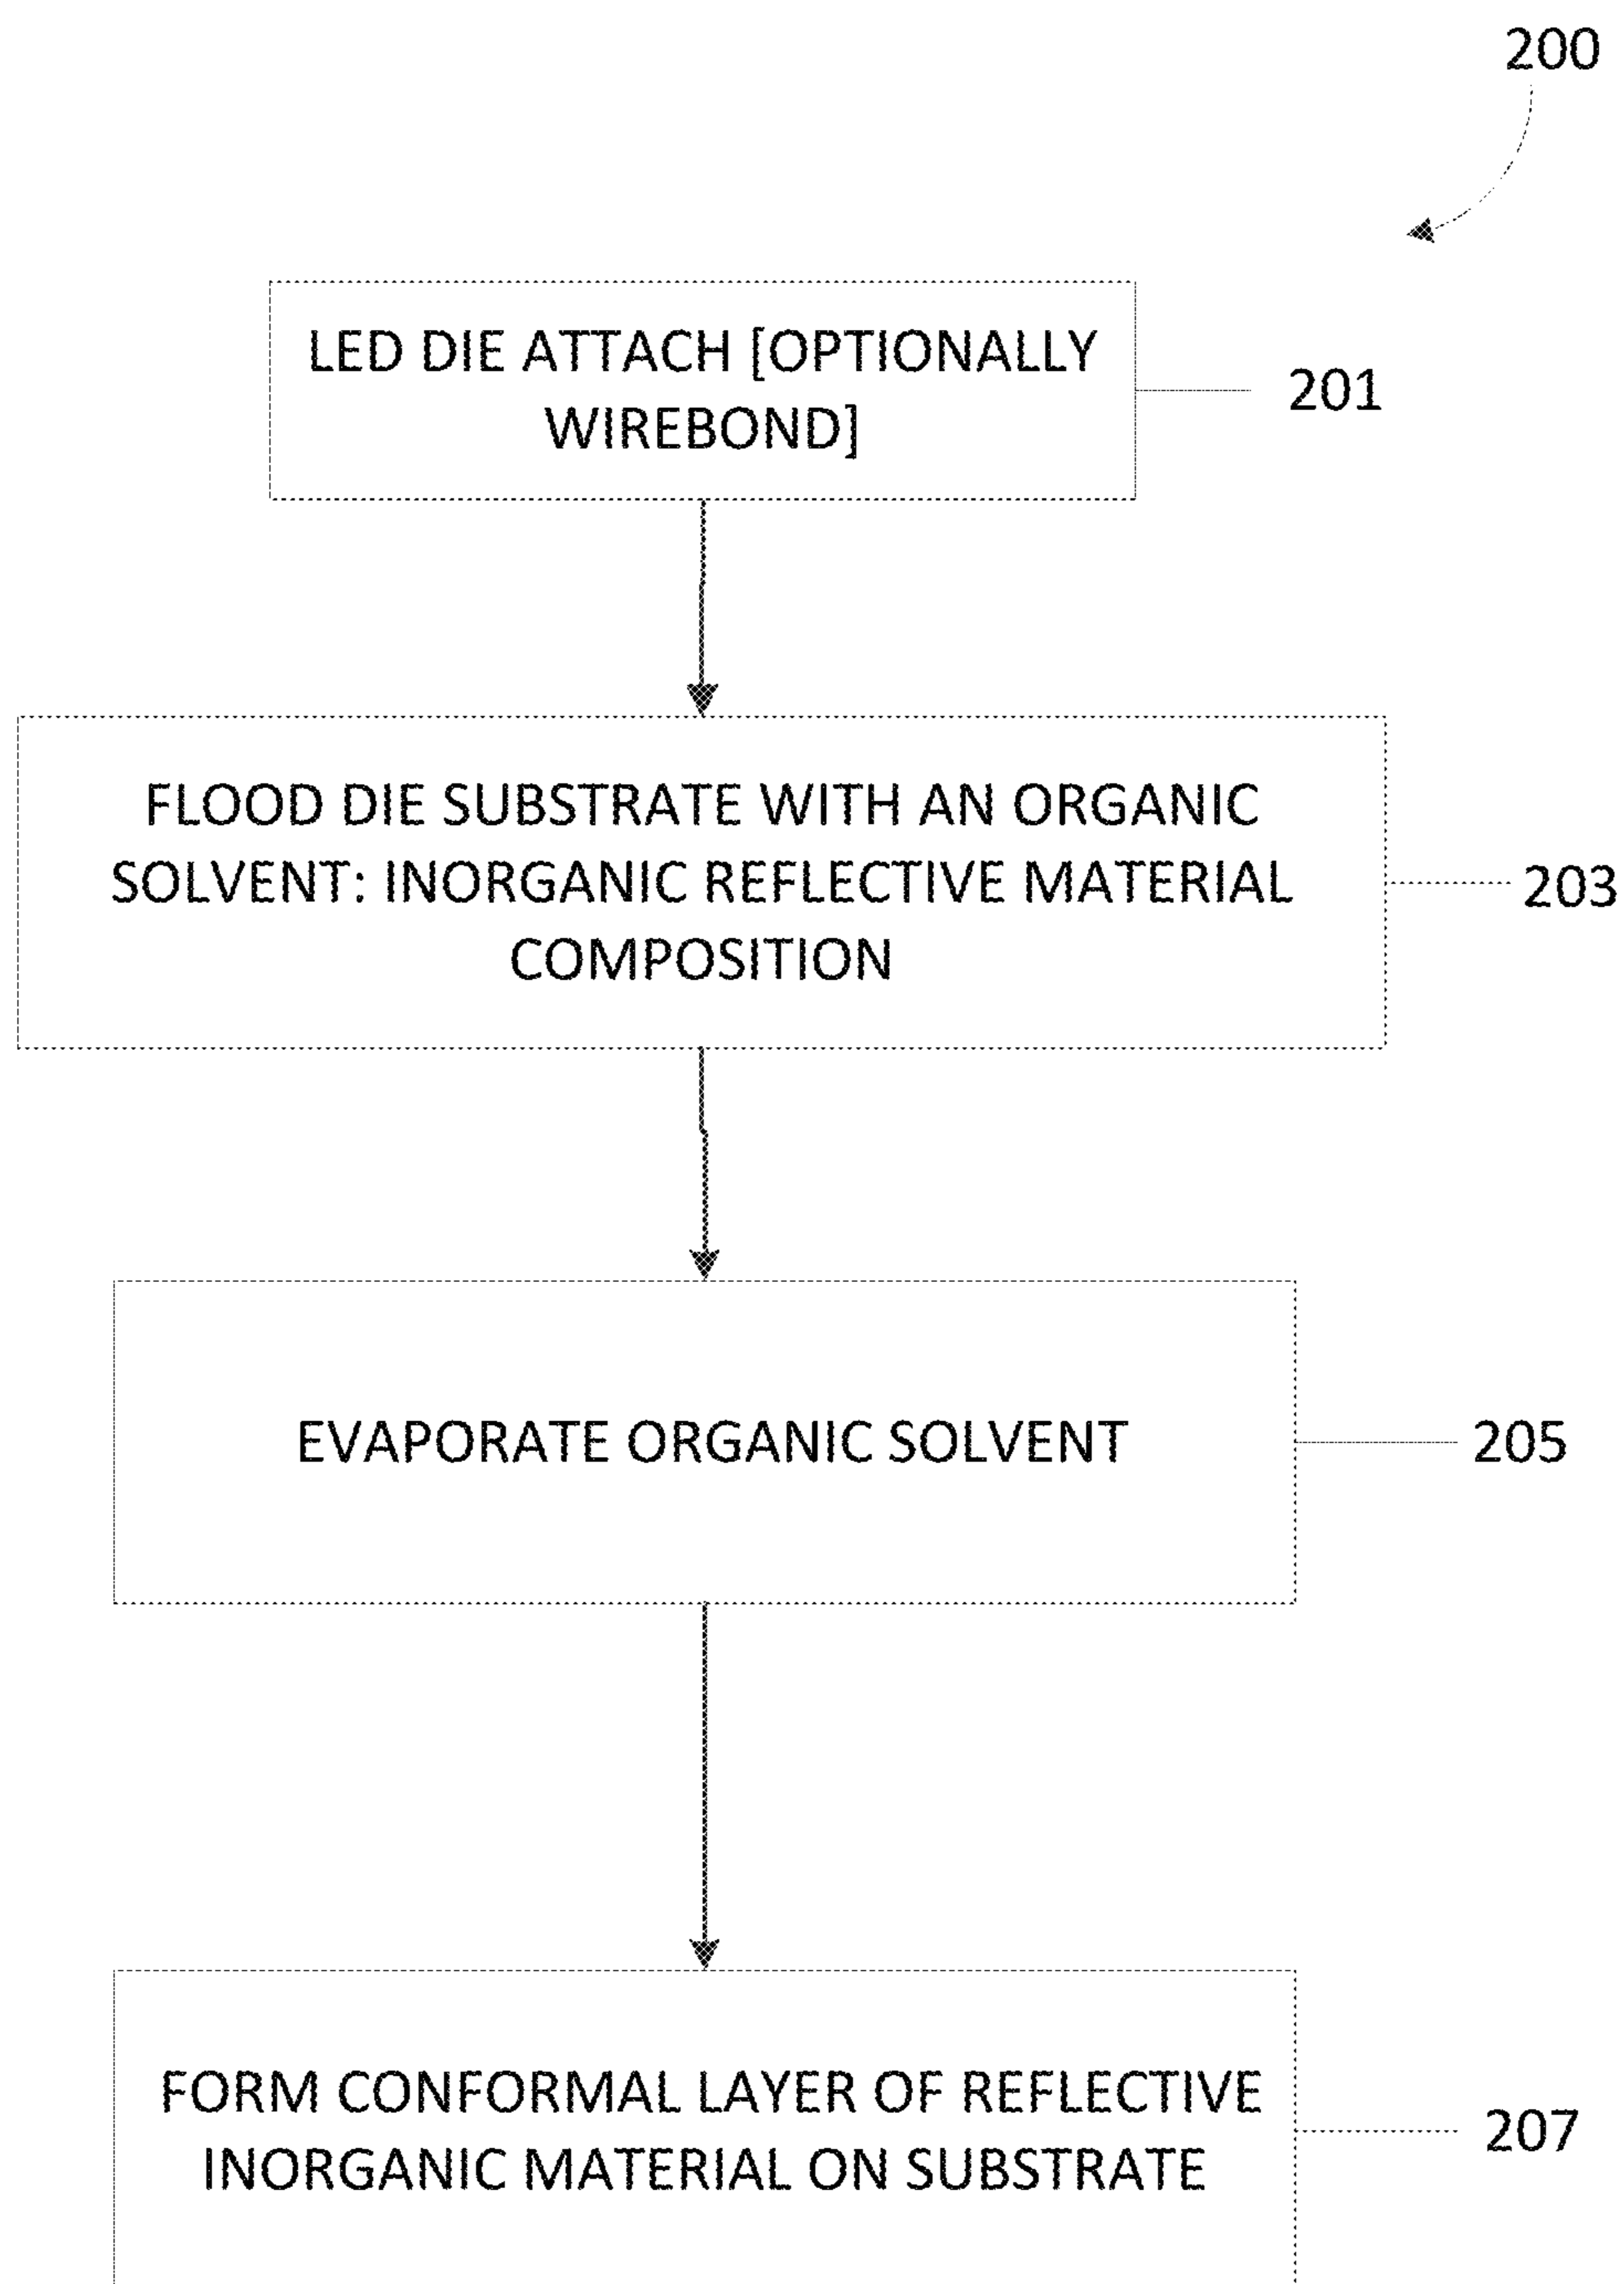 200
LED DIE ATTACH [OPTIONALLY
WIREBOND]
201
FLOOD DIE SUBSTRATE WITH AN ORGANIC
SOLVENT: INORGANIC REFLECTIVE MATERIAL
COMPOSITION
203
EVAPORATE ORGANIC SOLVENT
205
FORM CONFORMAL LAYER OF REFLECTIVE
INORGANIC MATERIAL ON SUBSTRATE
207